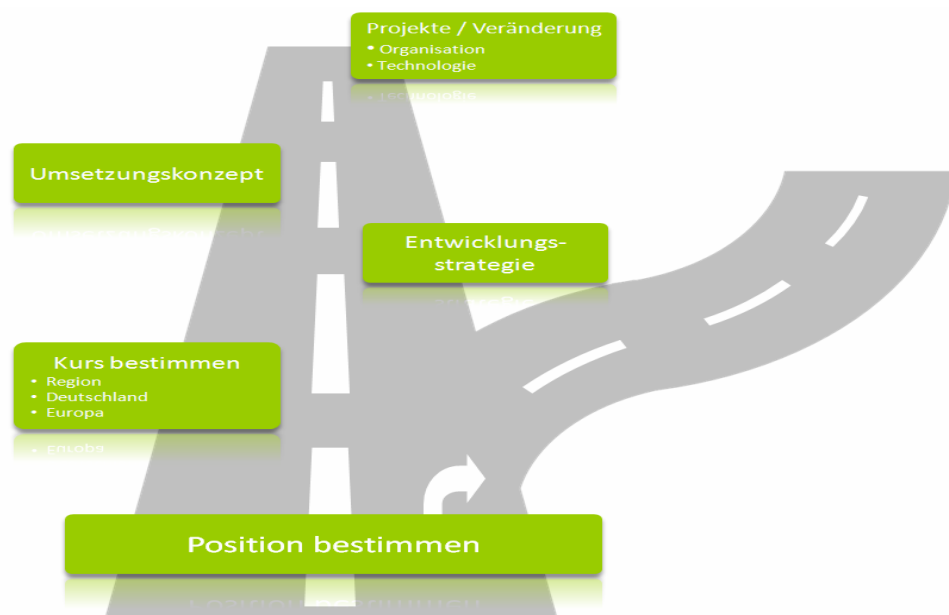 Projekte / Veränderung
• Organisation
• Technologie
Umsetzungskonzept
Entwicklungs-
strategie
Kurs bestimmen
• Region
• Deutschland
• Europa
Position bestimmen